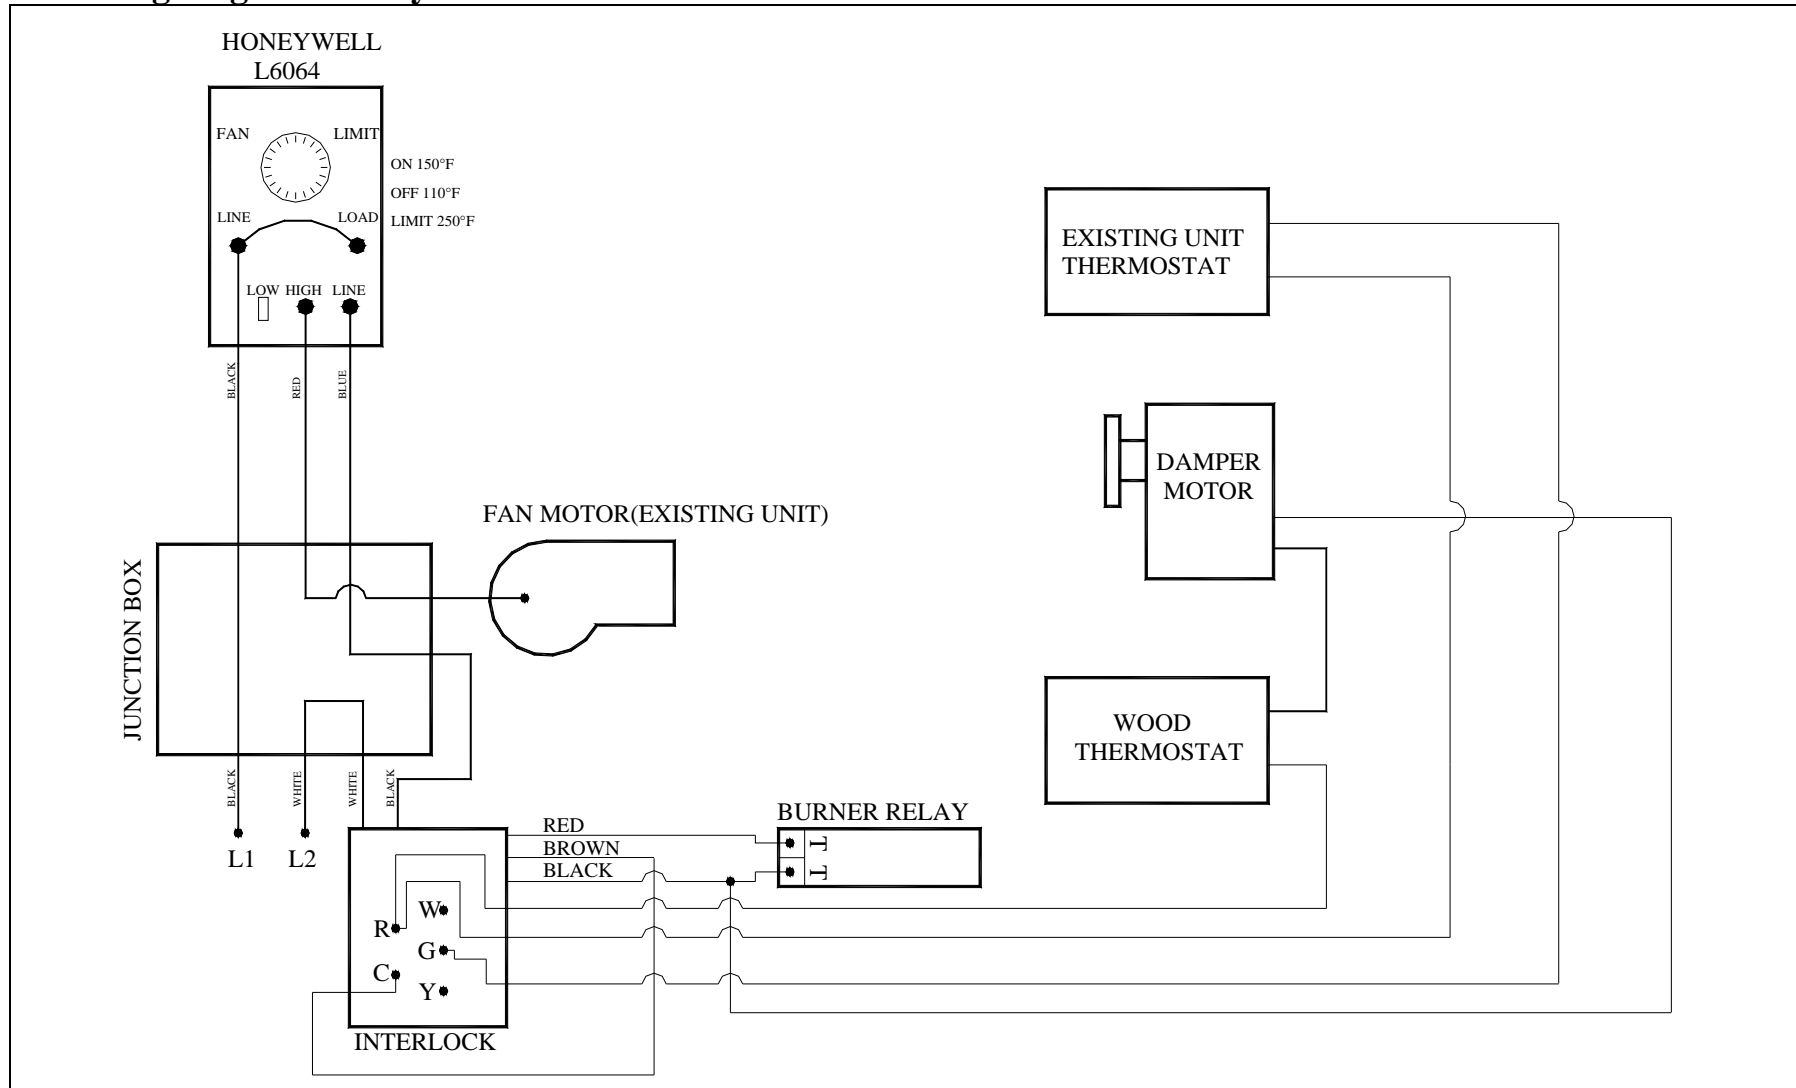 HONEYWELL
L6064
FAN LIMIT
ON 150°F
OFF 110°F
LINE LOAD
LIMIT 250°F
LOW HIGH LINE
BLACK
RED
BLUE
EXISTING UNIT
THERMOSTAT
DAMPER
MOTOR
FAN MOTOR(EXISTING UNIT)
JUNCTION BOX
WOOD
THERMOSTAT
BLACK
WHITE
WHITE
BLACK
L1 L2
BURNER RELAY
RED
BROWN
BLACK
T
T
W
R
G
C
Y
INTERLOCK